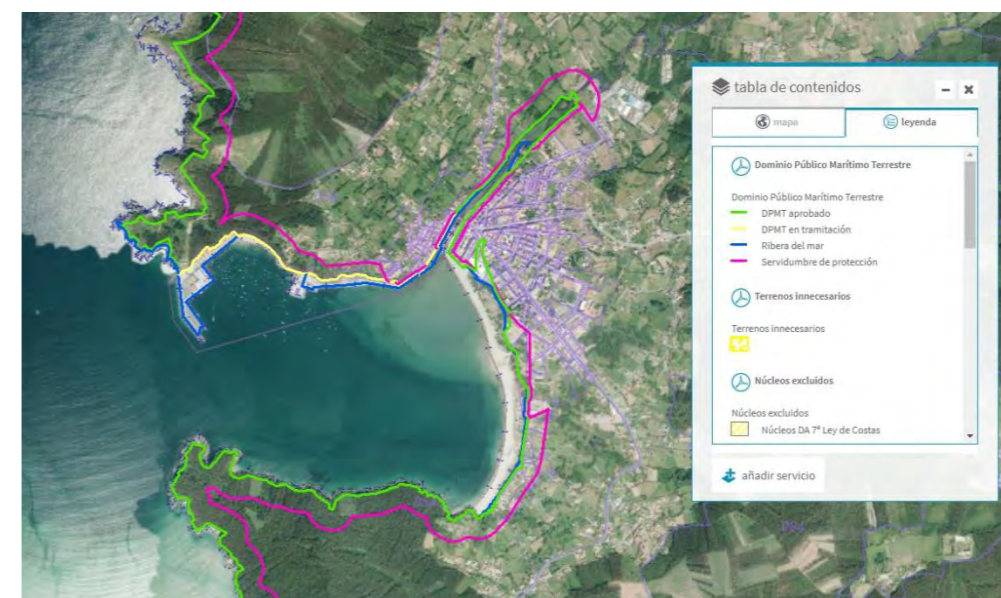 tabla de contenidos
mapa
leyenda
Dominio Público Marítimo Terrestre
Dominio Público Marítimo Terrestre
DPMT aprobado
DPMT en tramitación
Ribera del mar
Servidumbre de protección
Terrenos innecesarios
Terrenos innecesarios
Núcleos excluidos
Núcleos excluidos
Núcleos DA 7ª Ley de Costas
añadir servicio